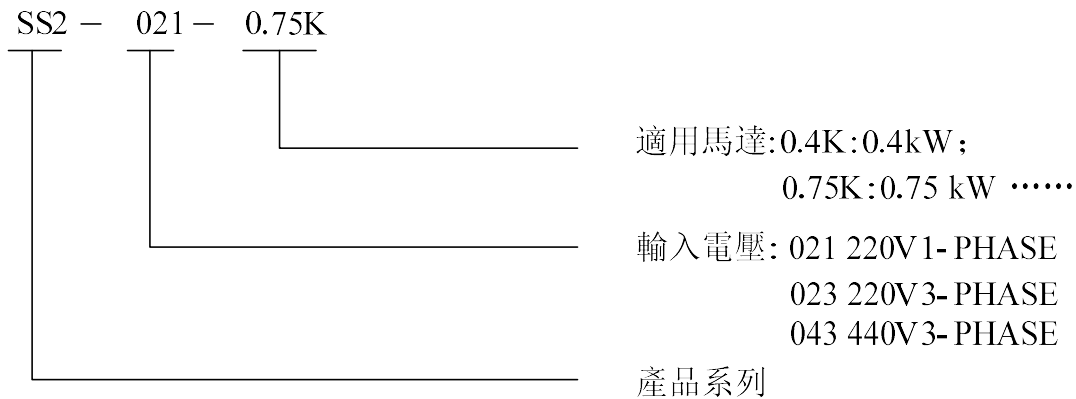 SS2 - 021 - 0.75K
適用馬達:0.4K:0.4kW;
0.75K:0.75 kW ……
輸入電壓: 021 220V1-PHASE
023 220V3-PHASE
043 440V3-PHASE
產品系列